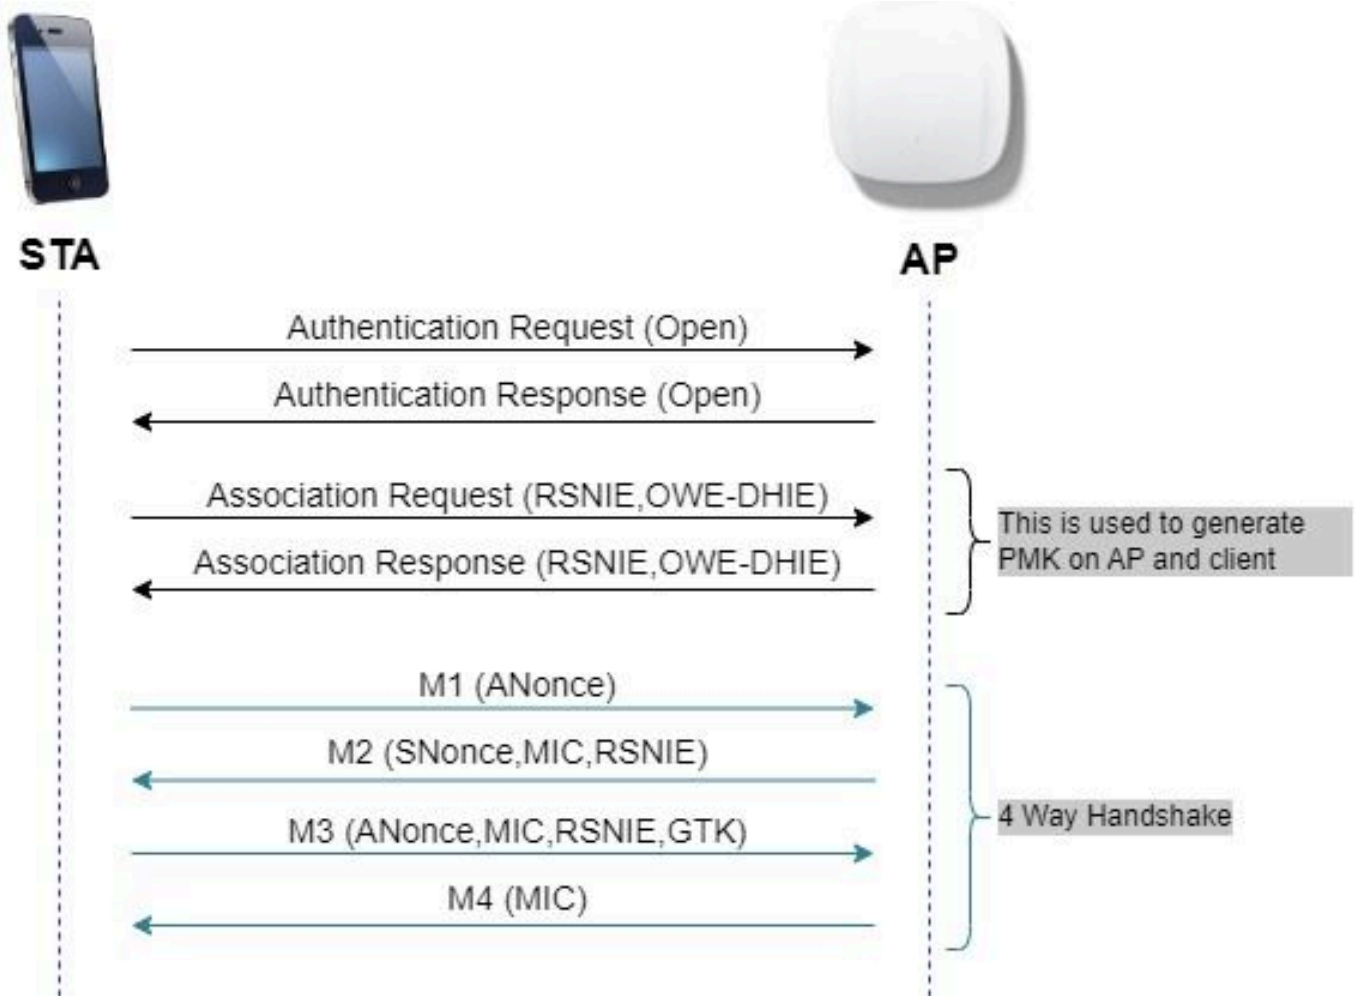 STA
AP
Authentication Request (Open)
Authentication Response (Open)
Association Request (RSNIE,OWE-DHIE)
Association Response (RSNIE,OWE-DHIE)
This is used to generate
PMK on AP and client
M1 (ANonce)
M2 (SNonce,MIC,RSNIE)
M3 (ANonce,MIC,RSNIE,GTK)
M4 (MIC)
4 Way Handshake